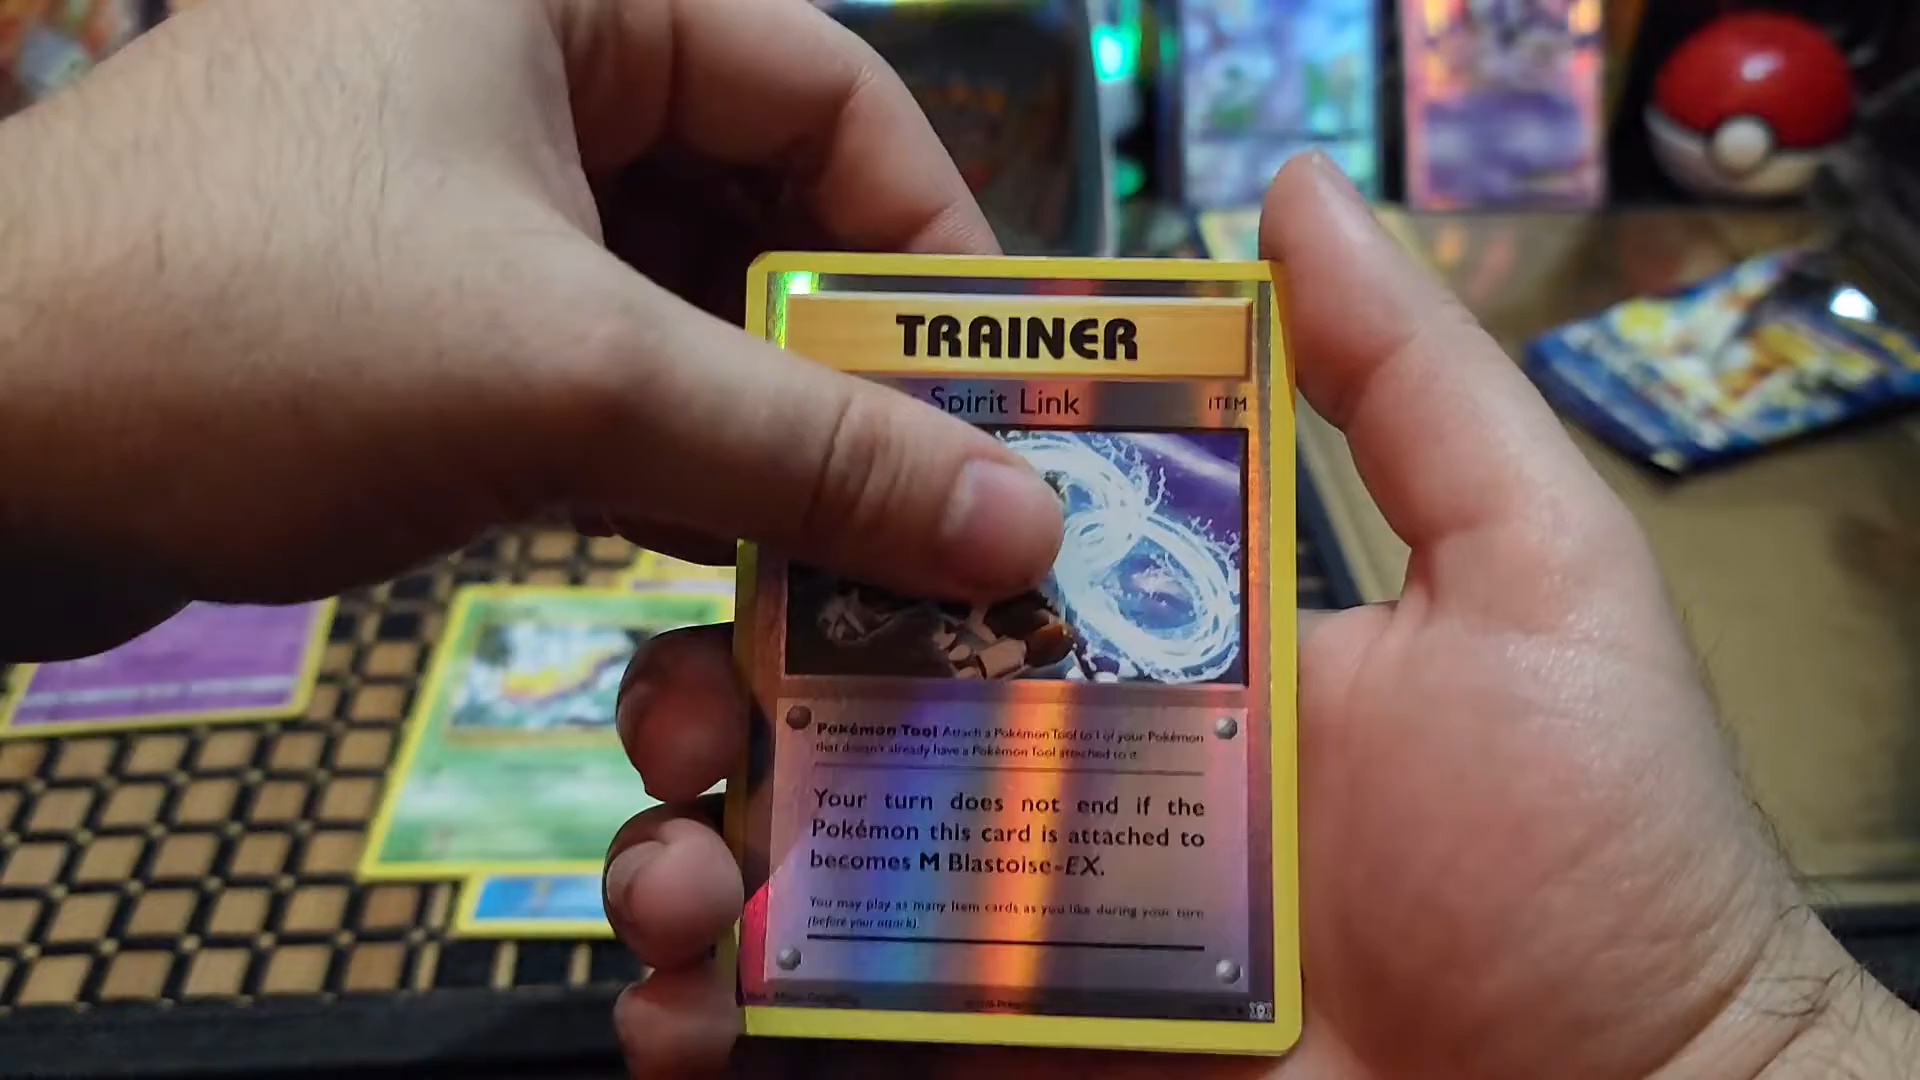 TRAINER
Spirit Link ITEM
Pokémon Tool Attach a Pokémon Tool to 1 of your Pokémon
that doesn't already have a Pokémon Tool attached to it.
Your turn does not end if the
Pokémon this card is attached to
becomes M Blastoise-EX.
You may play as many Item cards as you like during your turn
(before your attack).